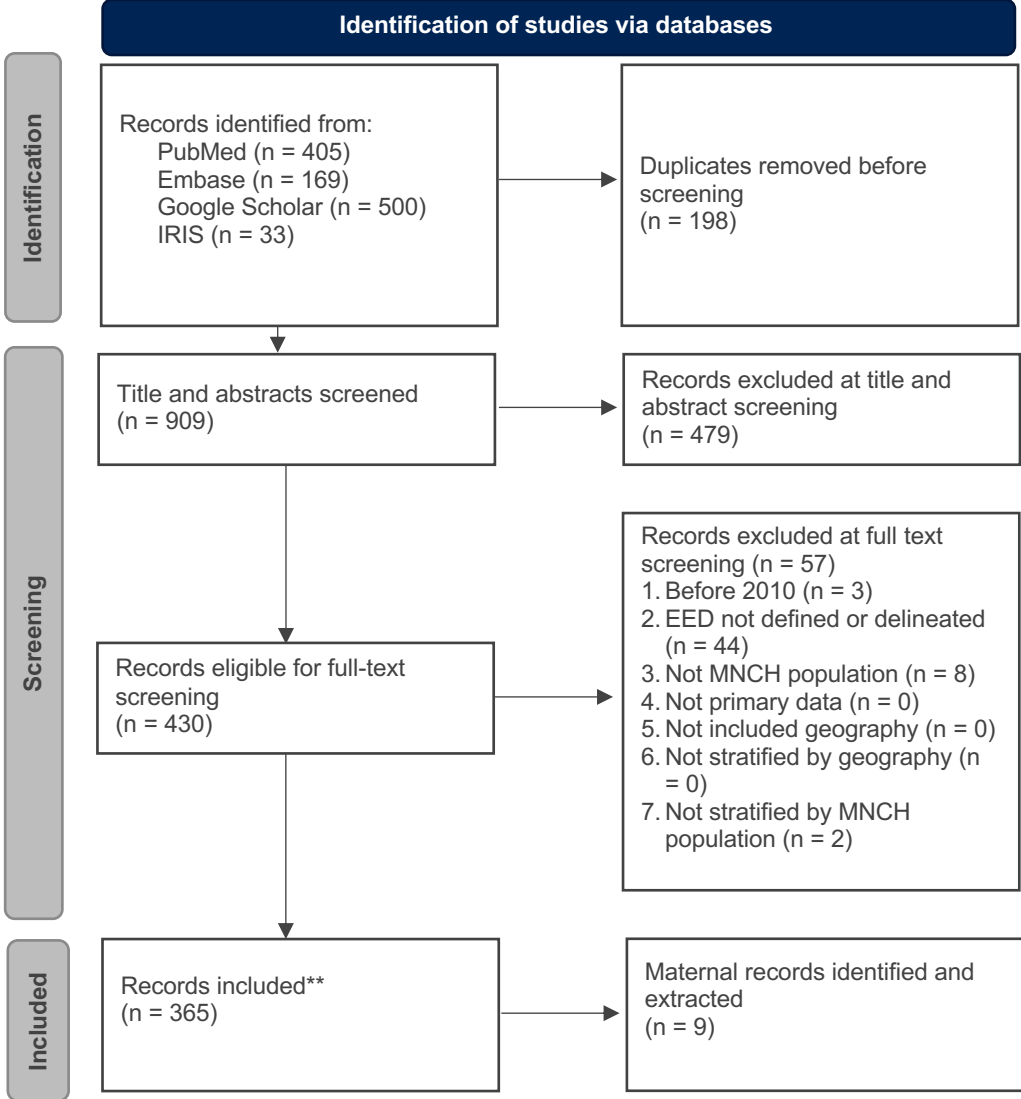 Identification of studies via databases
Identification
Records identified from:
PubMed (n = 405)
Embase (n = 169)
Google Scholar (n = 500)
IRIS (n = 33)
Duplicates removed before
screening
(n = 198)
Screening
Title and abstracts screened
(n = 909)
Records excluded at title and
abstract screening
(n = 479)
Records eligible for full-text
screening
(n = 430)
Records excluded at full text
screening (n = 57)
1. Before 2010 (n = 3)
2. EED not defined or delineated
(n = 44)
3. Not MNCH population (n = 8)
4. Not primary data (n = 0)
5. Not included geography (n = 0)
6. Not stratified by geography (n
= 0)
7. Not stratified by MNCH
population (n = 2)
Included
Records included**
(n = 365)
Maternal records identified and
extracted
(n = 9)